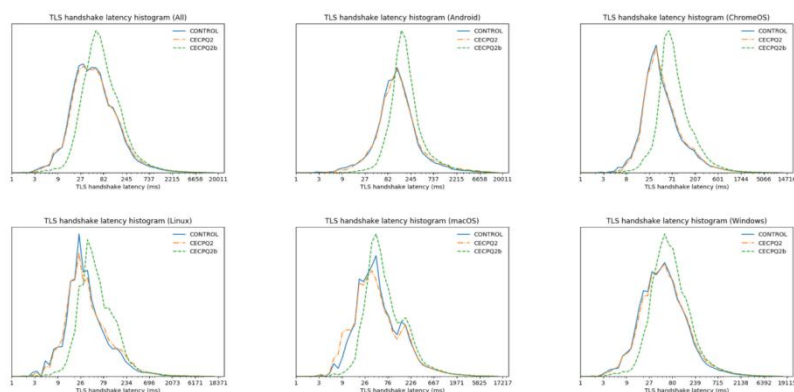 TLS handshake latency histogram (All)
CONTROL
CECPQ2
CECPQ2b
1 3 9 27 82 245 737 2215 6658 20011
TLS handshake latency (ms)
TLS handshake latency histogram (Android)
CONTROL
CECPQ2
CECPQ2b
1 3 9 27 82 245 737 2215 6658 20011
TLS handshake latency (ms)
TLS handshake latency histogram (ChromeOS)
CONTROL
CECPQ2
CECPQ2b
1 3 8 25 71 207 601 1744 5066 14716
TLS handshake latency (ms)
TLS handshake latency histogram (Linux)
CONTROL
CECPQ2
CECPQ2b
1 3 9 26 79 234 696 2073 6171 18371
TLS handshake latency (ms)
TLS handshake latency histogram (macOS)
CONTROL
CECPQ2
CECPQ2b
1 3 9 26 76 226 667 1971 5825 17217
TLS handshake latency (ms)
TLS handshake latency histogram (Windows)
CONTROL
CECPQ2
CECPQ2b
1 3 9 27 80 239 715 2138 6392 19115
TLS handshake latency (ms)